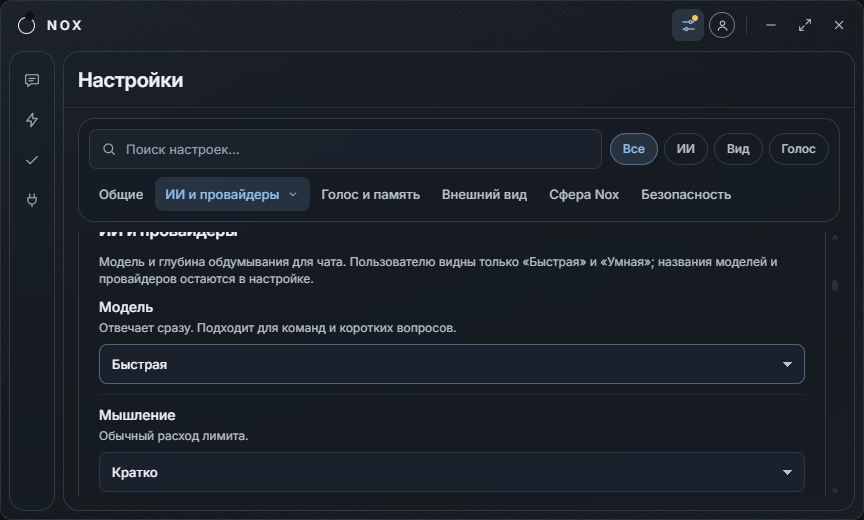 NOX
Настройки
Поиск настроек...
Все
ИИ
Вид
Голос
Общие
ИИ и провайдеры
Голос и память
Внешний вид
Сфера Nox
Безопасность
ИИ и провайдеры
Модель и глубина обдумывания для чата. Пользователю видны только «Быстрая» и «Умная»; названия моделей и
провайдеров остаются в настройке.
Модель
Отвечает сразу. Подходит для команд и коротких вопросов.
Быстрая
Мышление
Обычный расход лимита.
Кратко